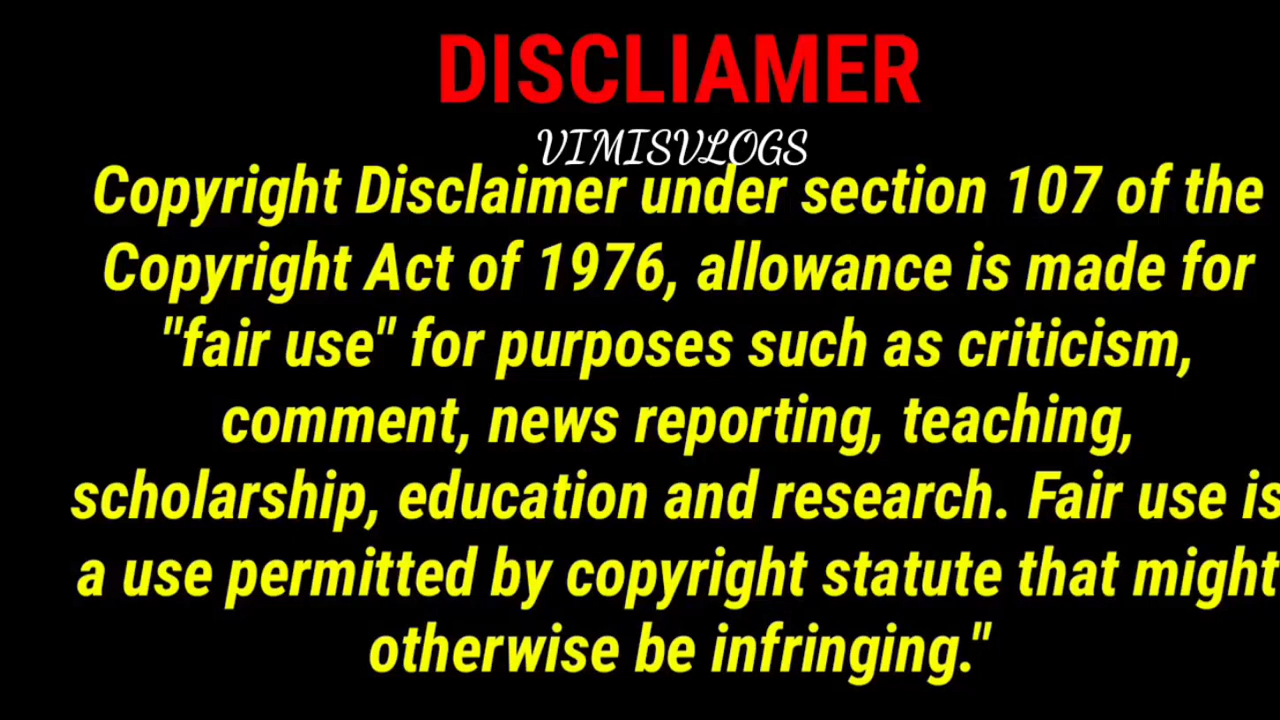 DISCLIAMER
VIMISVLOGS
Copyright Disclaimer under section 107 of the
Copyright Act of 1976, allowance is made for
"fair use" for purposes such as criticism,
comment, news reporting, teaching,
scholarship, education and research. Fair use is
a use permitted by copyright statute that might
otherwise be infringing."